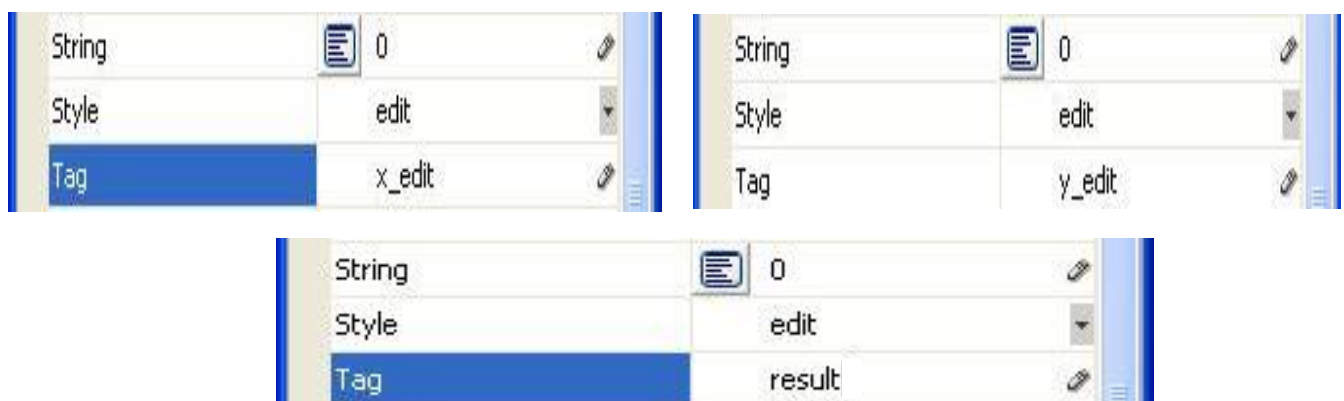 String 0
Style edit
Tag x_edit
String 0
Style edit
Tag y_edit
String 0
Style edit
Tag result